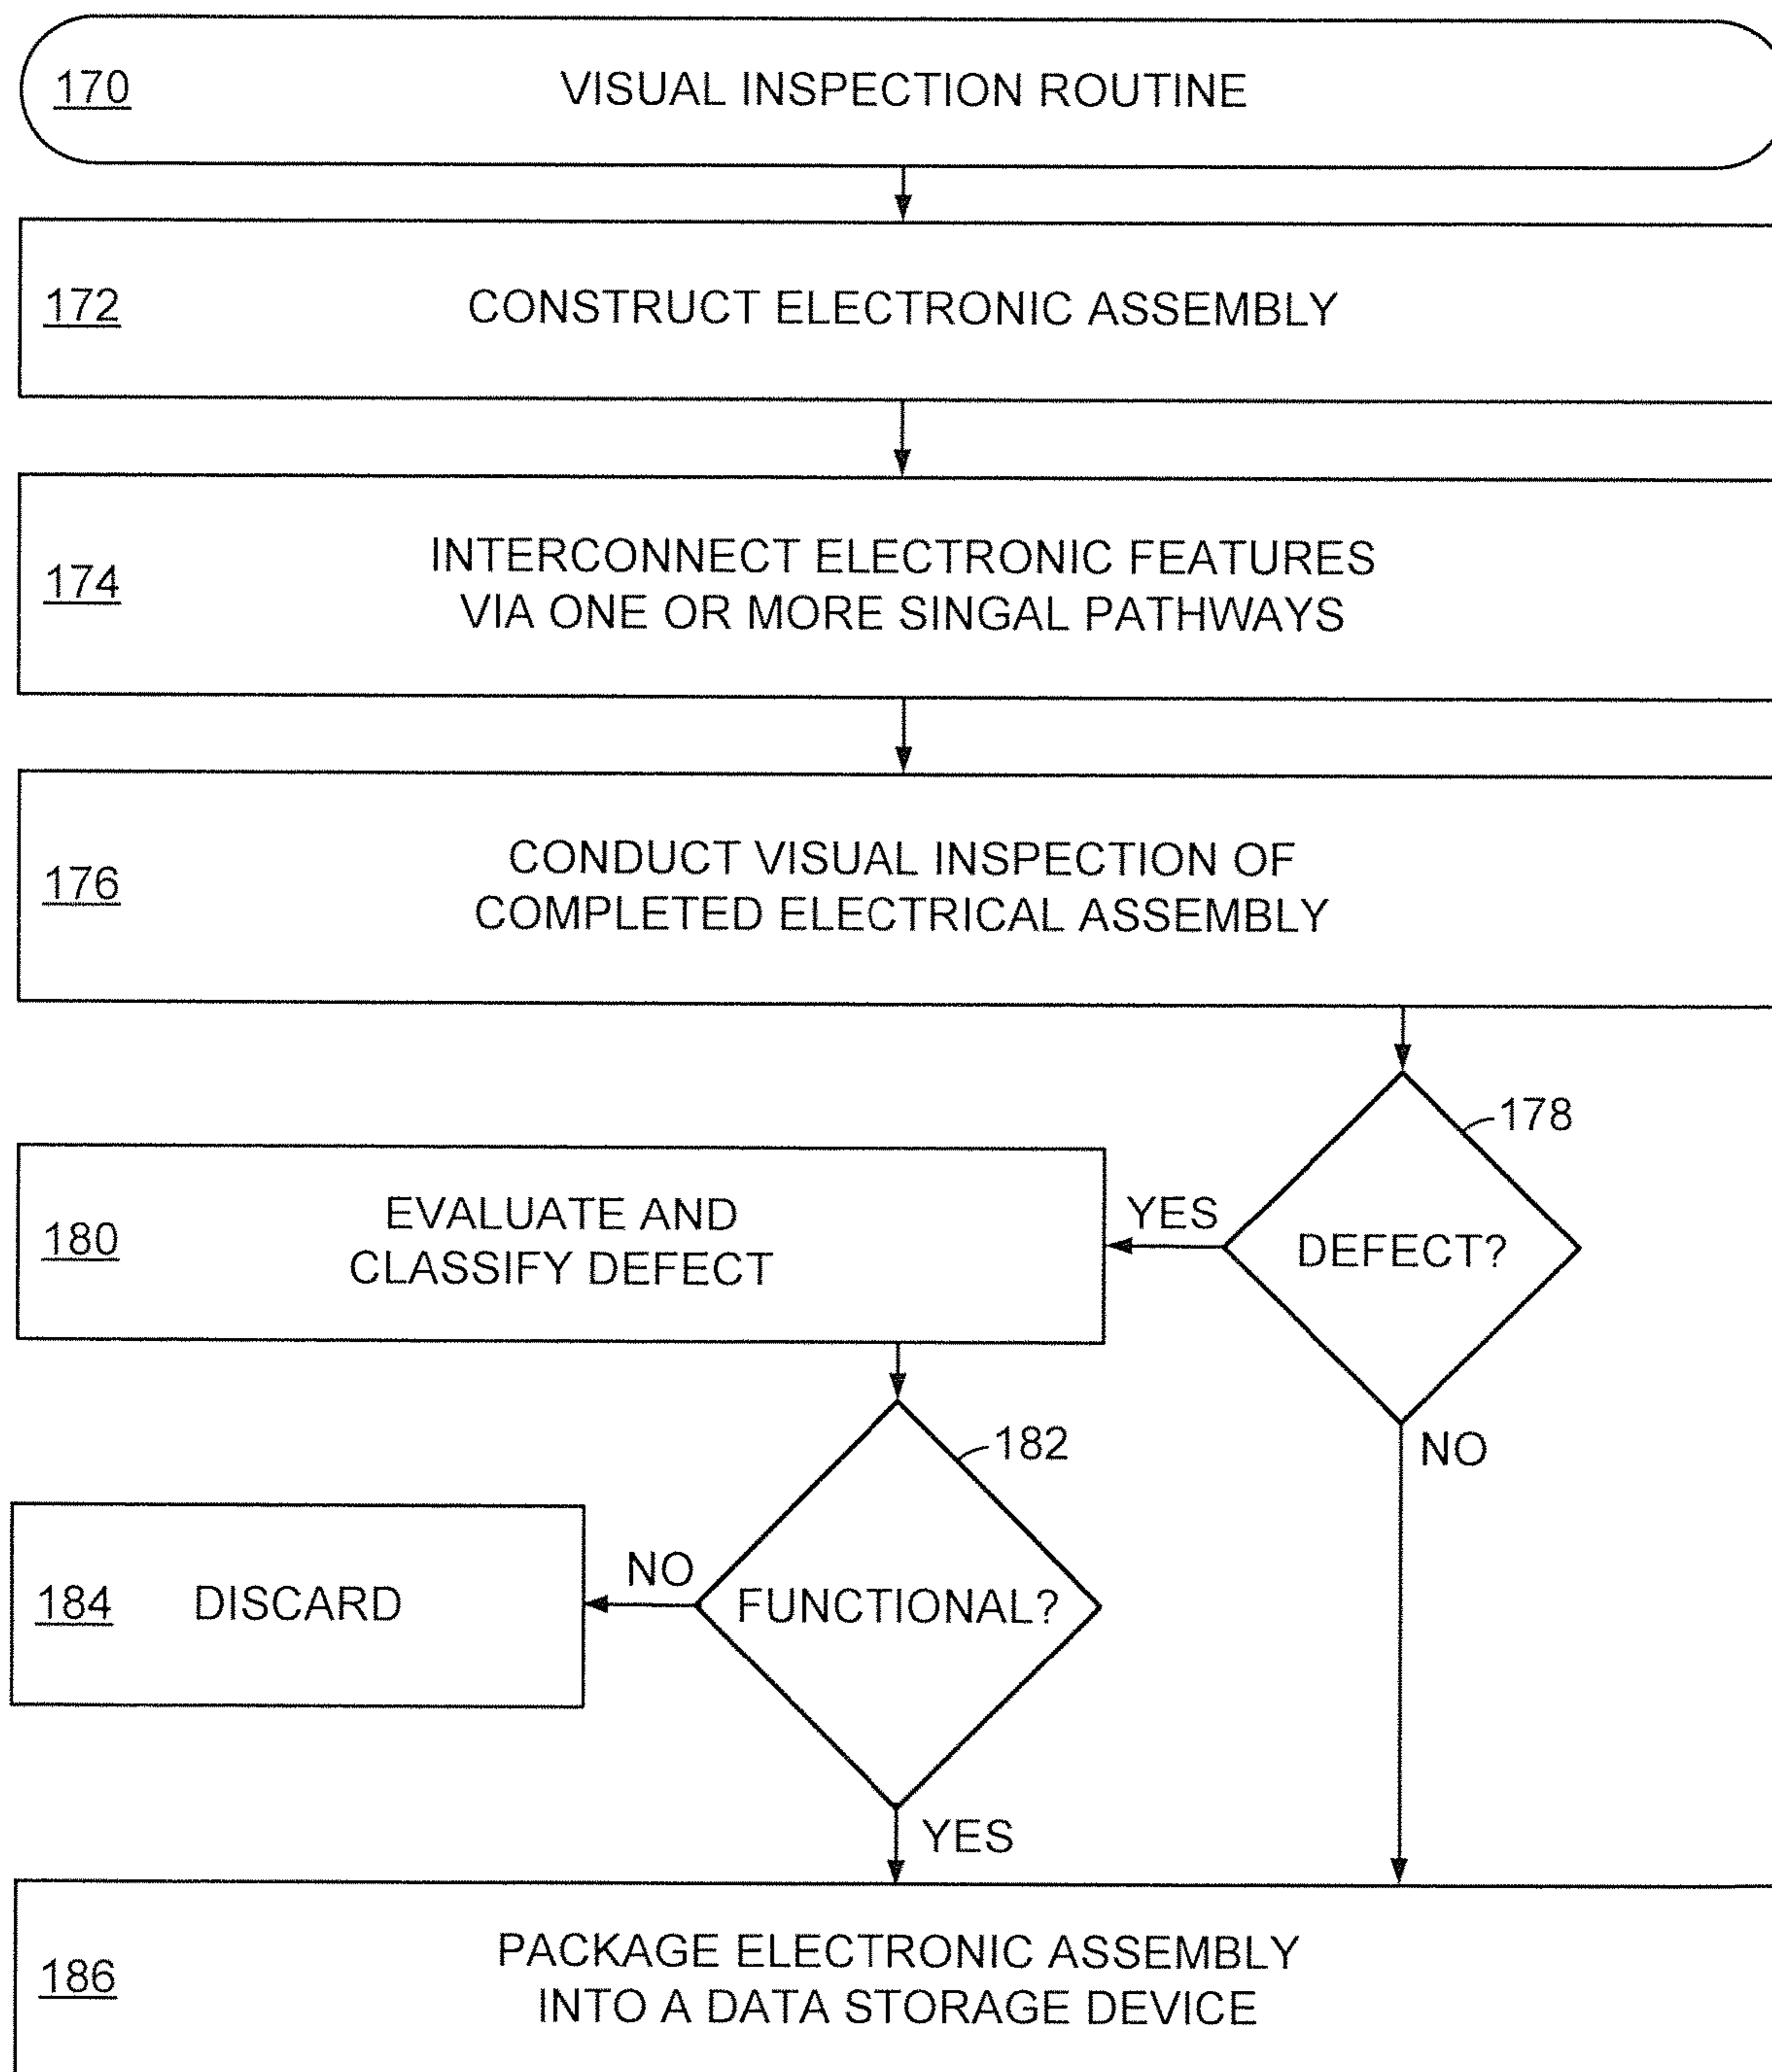 170 VISUAL INSPECTION ROUTINE
172 CONSTRUCT ELECTRONIC ASSEMBLY
174 INTERCONNECT ELECTRONIC FEATURES
VIA ONE OR MORE SINGAL PATHWAYS
176 CONDUCT VISUAL INSPECTION OF
COMPLETED ELECTRICAL ASSEMBLY
178
DEFECT?
YES
NO
180 EVALUATE AND
CLASSIFY DEFECT
182
FUNCTIONAL?
NO
184 DISCARD
YES
186 PACKAGE ELECTRONIC ASSEMBLY
INTO A DATA STORAGE DEVICE